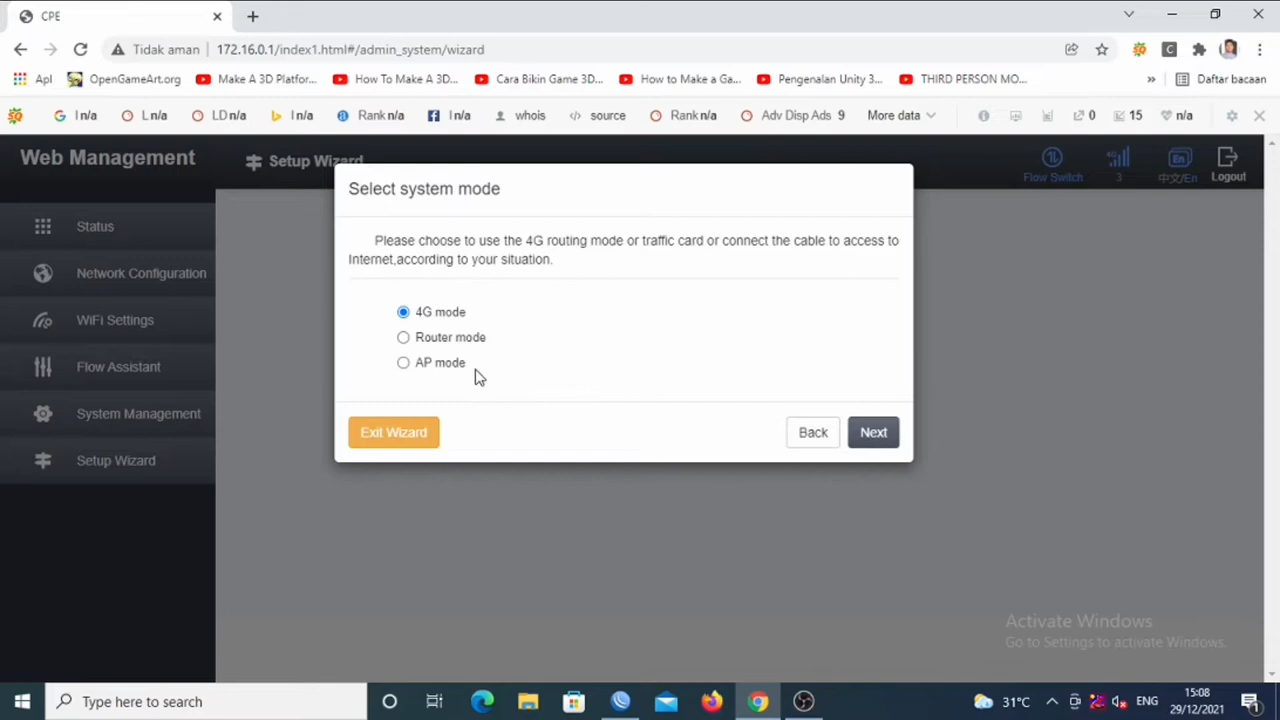 CPE
Tidak aman
172.16.0.1/index1.html#/admin_system/wizard
Apl
OpenGameArt.org
Make A 3D Platfor...
How To Make A 3D...
Cara Bikin Game 3D...
How to Make a Ga...
Pengenalan Unity 3...
THIRD PERSON MO...
»
Daftar bacaan
G I n/a
L n/a
LD n/a
I n/a
Rank n/a
I n/a
whois
source
Rank n/a
Adv Disp Ads 9
More data
0
15
n/a
Web Management
Setup Wizard
Flow Switch
4G
3
En
中文/En
Logout
Status
Network Configuration
WiFi Settings
Flow Assistant
System Management
Setup Wizard
Select system mode
Please choose to use the 4G routing mode or traffic card or connect the cable to access to
Internet,according to your situation.
4G mode
Router mode
AP mode
Exit Wizard
Back
Next
Activate Windows
Go to Settings to activate Windows.
Type here to search
31°C
ENG
15:08
29/12/2021
1